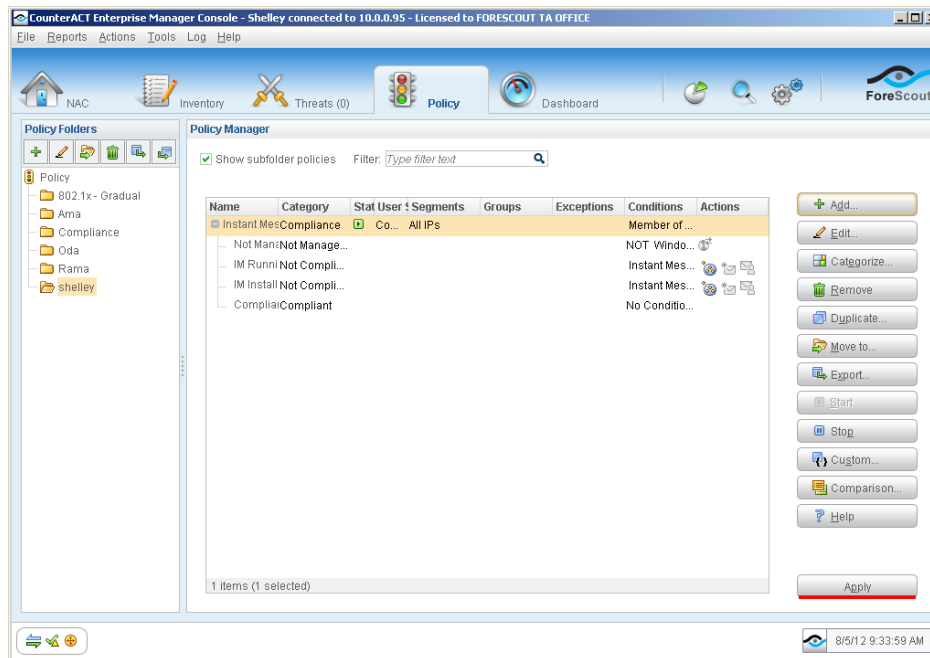 CounterACT Enterprise Manager Console - Shelley connected to 10.0.0.95 - Licensed to FORESCOUT TA OFFICE
File Reports Actions Tools Log Help
NAC Inventory Threats (0) Policy Dashboard ForeScout
Policy Folders
Policy
802.1x - Gradual
Ama
Compliance
Oda
Rama
shelley
Policy Manager
Show subfolder policies Filter: Type filter text
Name Category Stat User S Segments Groups Exceptions Conditions Actions
Instant Mes Compliance Co... All IPs Member of...
Not Mana Not Manage... NOT Windo...
IM Runni Not Compli... Instant Mes...
IM Install Not Compli... Instant Mes...
Complian Compliant No Conditio...
1 items (1 selected)
Add...
Edit...
Categorize...
Remove
Duplicate...
Move to...
Export...
Start
Stop
Custom...
Comparison...
Help
Apply
8/5/12 9:33:59 AM